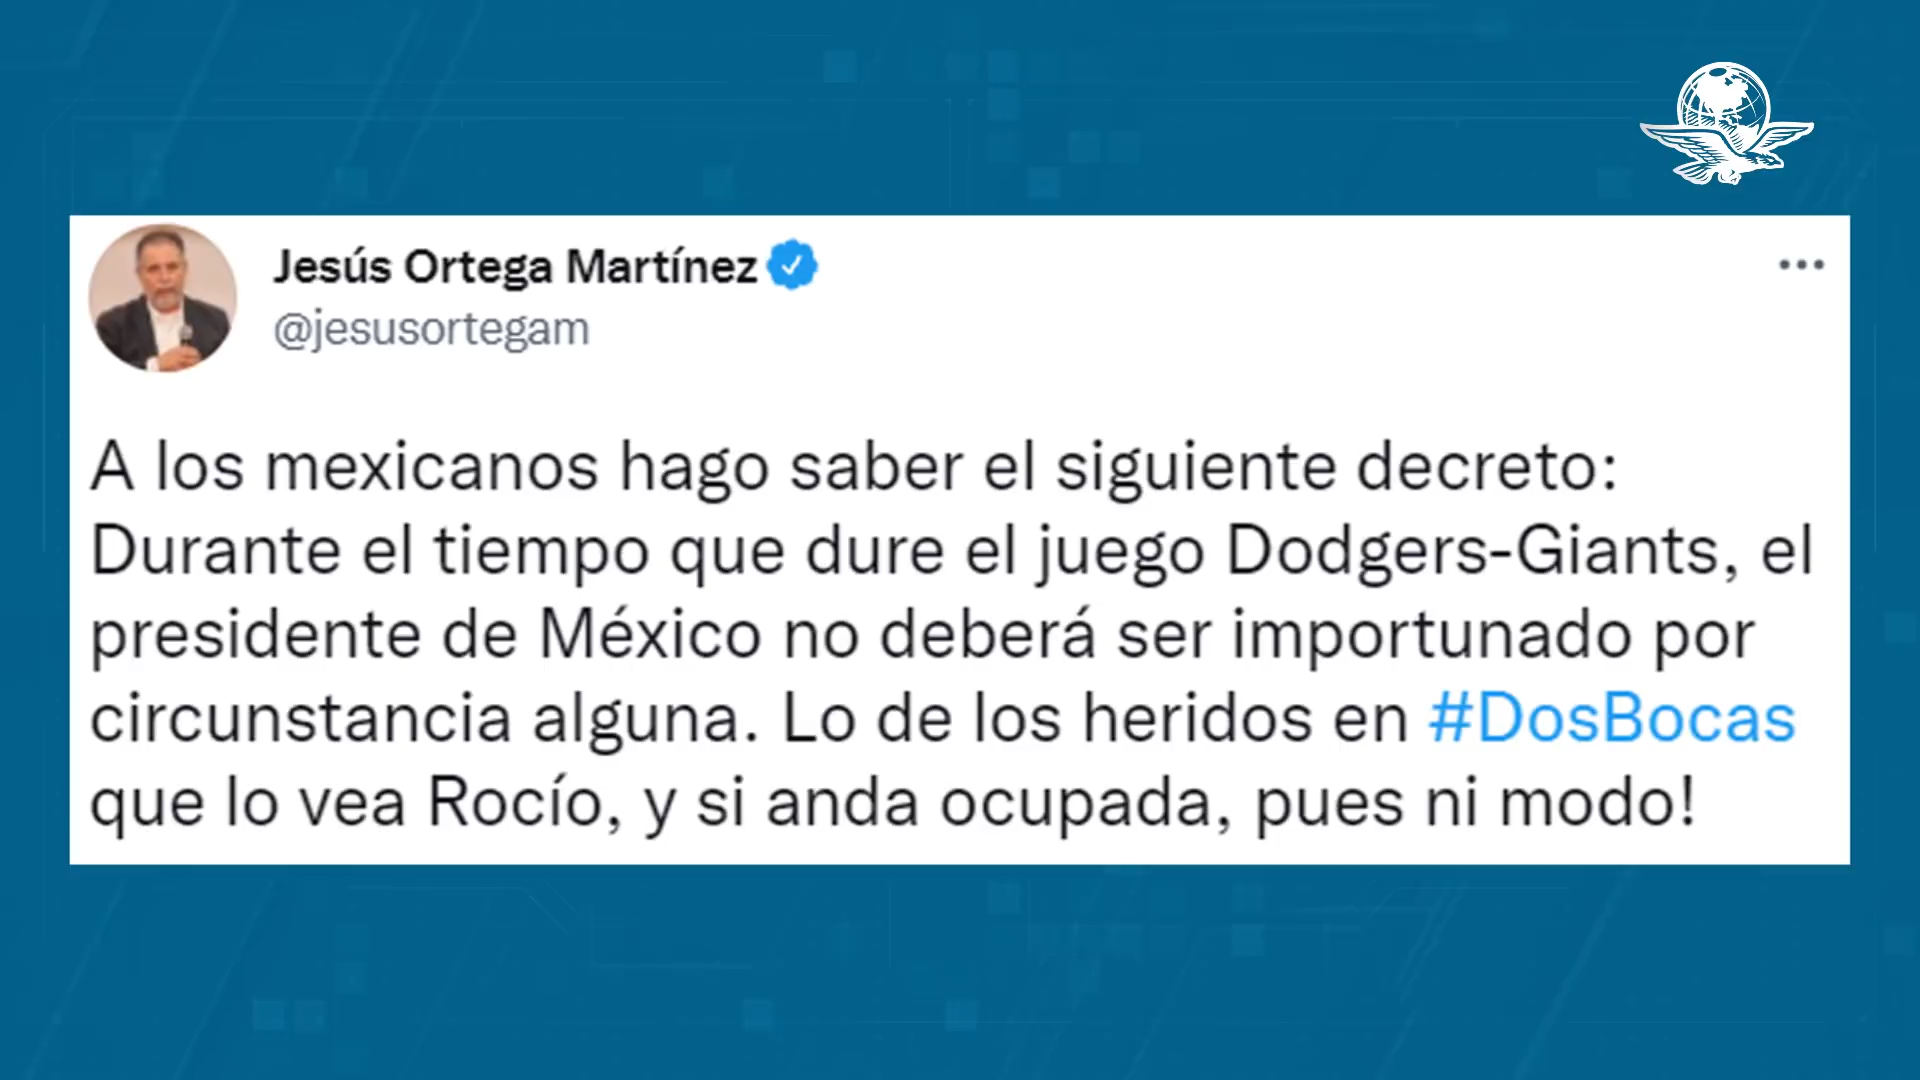 Jesús Ortega Martínez
@jesusortegam
A los mexicanos hago saber el siguiente decreto:
Durante el tiempo que dure el juego Dodgers-Giants, el
presidente de México no deberá ser importunado por
circunstancia alguna. Lo de los heridos en #DosBocas
que lo vea Rocío, y si anda ocupada, pues ni modo!